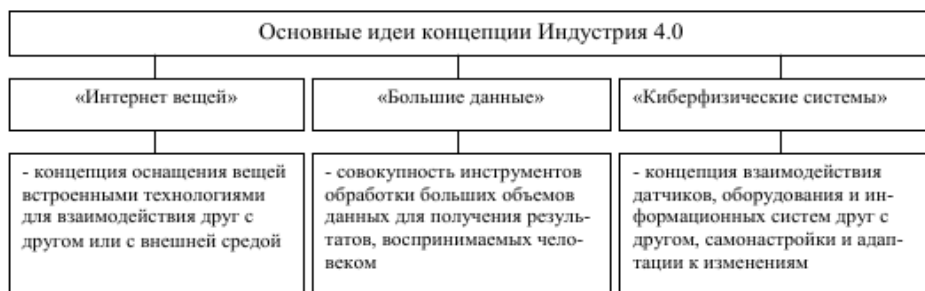 Основные идеи концепции Индустрия 4.0
«Интернет вещей»
«Большие данные»
«Киберфизические системы»
- концепция оснащения вещей
встроенными технологиями
для взаимодействия друг с
другом или с внешней средой
- совокупность инструментов
обработки больших объемов
данных для получения резуль-
татов, воспринимаемых чело-
веком
- концепция взаимодействия
датчиков, оборудования и ин-
формационных систем друг с
другом, самонастройки и адап-
тации к изменениям